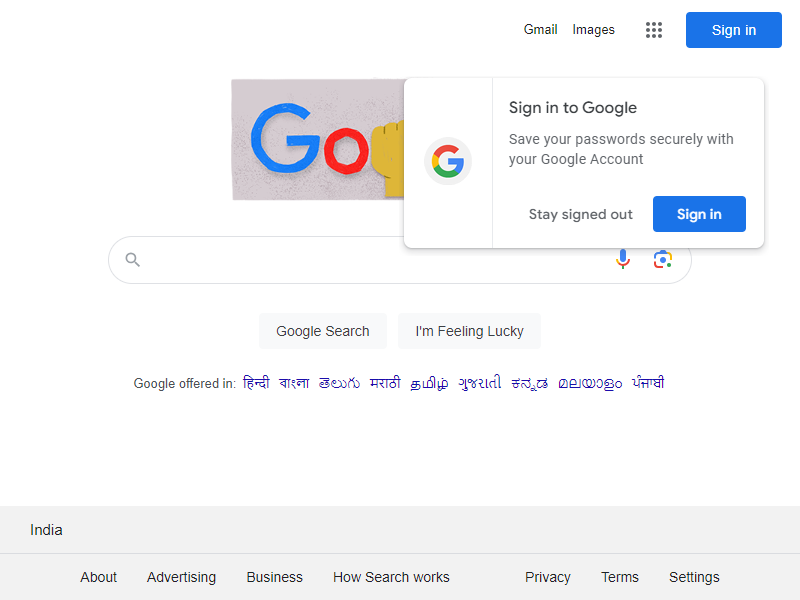 Gmail Images Sign in
Sign in to Google
Save your passwords securely with
your Google Account
Stay signed out Sign in
Google Search I'm Feeling Lucky
Google offered in: हिन्दी বাংলা తెలుగు मराठी தமிழ் ગુજરાતી ಕನ್ನಡ മലയാളം ਪੰਜਾਬੀ
India
About Advertising Business How Search works Privacy Terms Settings